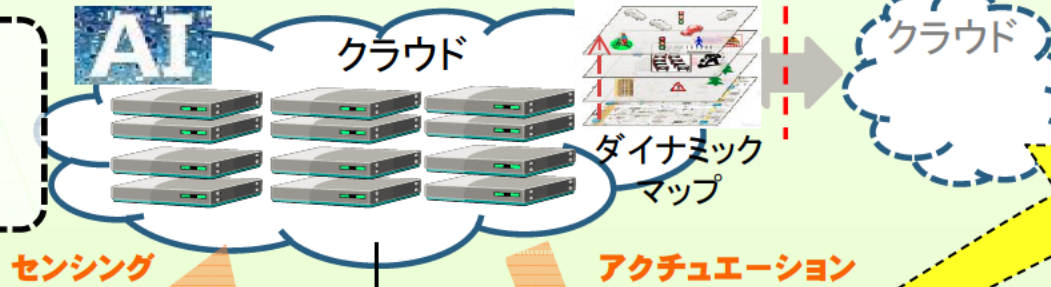 AI
クラウド
クラウド
ダイナミック
マップ
センシング
アクチュエーション